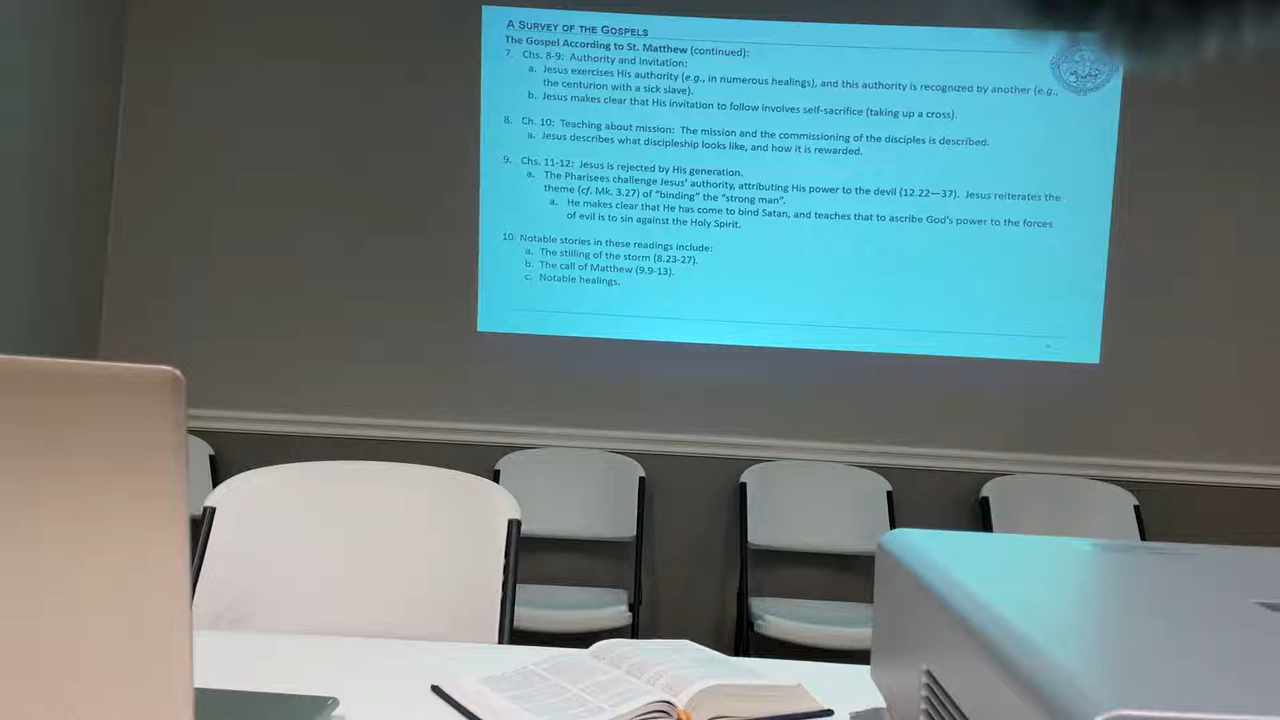 A SURVEY OF THE GOSPELS
The Gospel According to St. Matthew (continued):
7. Chs. 8-9: Authority and invitation:
a. Jesus exercises His authority (e.g., in numerous healings), and this authority is recognized by another (e.g.,
the centurion with a sick slave).
b. Jesus makes clear that His invitation to follow involves self-sacrifice (taking up a cross).
8. Ch. 10: Teaching about mission: The mission and the commissioning of the disciples is described.
a. Jesus describes what discipleship looks like, and how it is rewarded.
9. Chs. 11-12: Jesus is rejected by His generation.
a. The Pharisees challenge Jesus' authority, attributing His power to the devil (12.22—37). Jesus reiterates the
theme (cf. Mk. 3.27) of "binding" the "strong man".
a. He makes clear that He has come to bind Satan, and teaches that to ascribe God's power to the forces
of evil is to sin against the Holy Spirit.
10. Notable stories in these readings include:
a. The stilling of the storm (8.23-27).
b. The call of Matthew (9.9-13).
c. Notable healings.